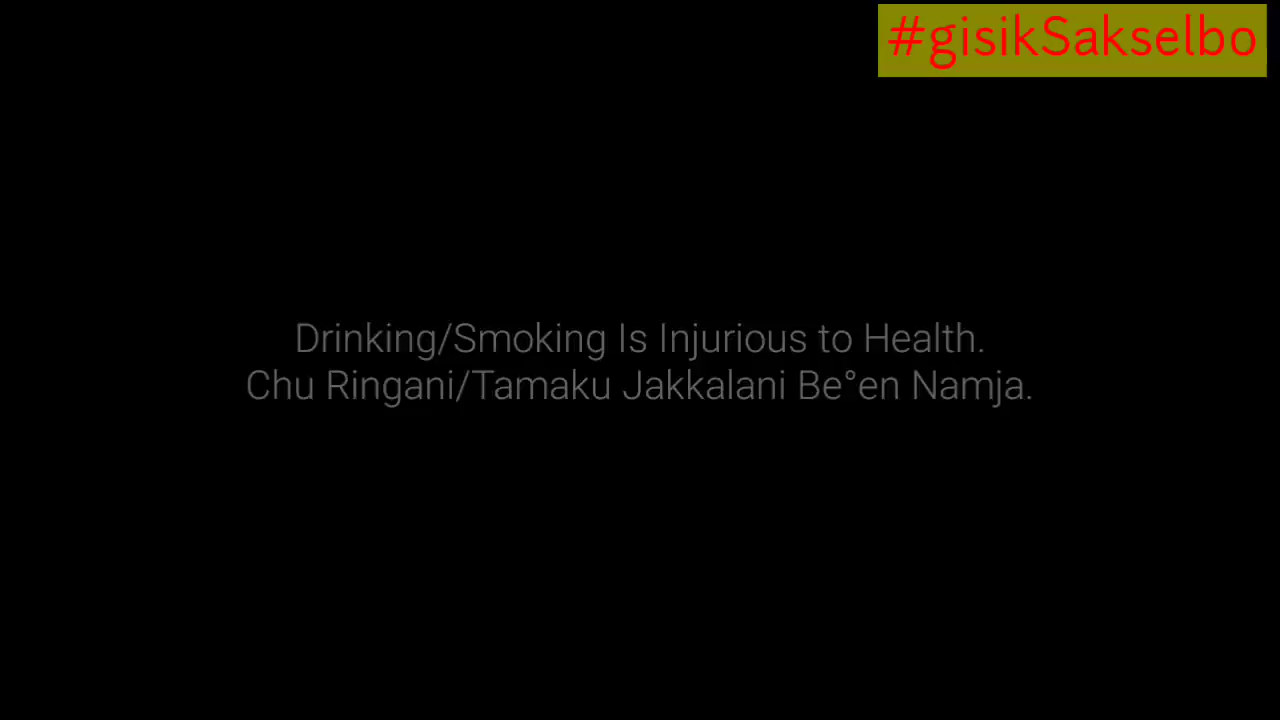 #gisikSakselbo
Drinking/Smoking Is Injurious to Health.
Chu Ringani/Tamaku Jakkalani Be°en Namja.